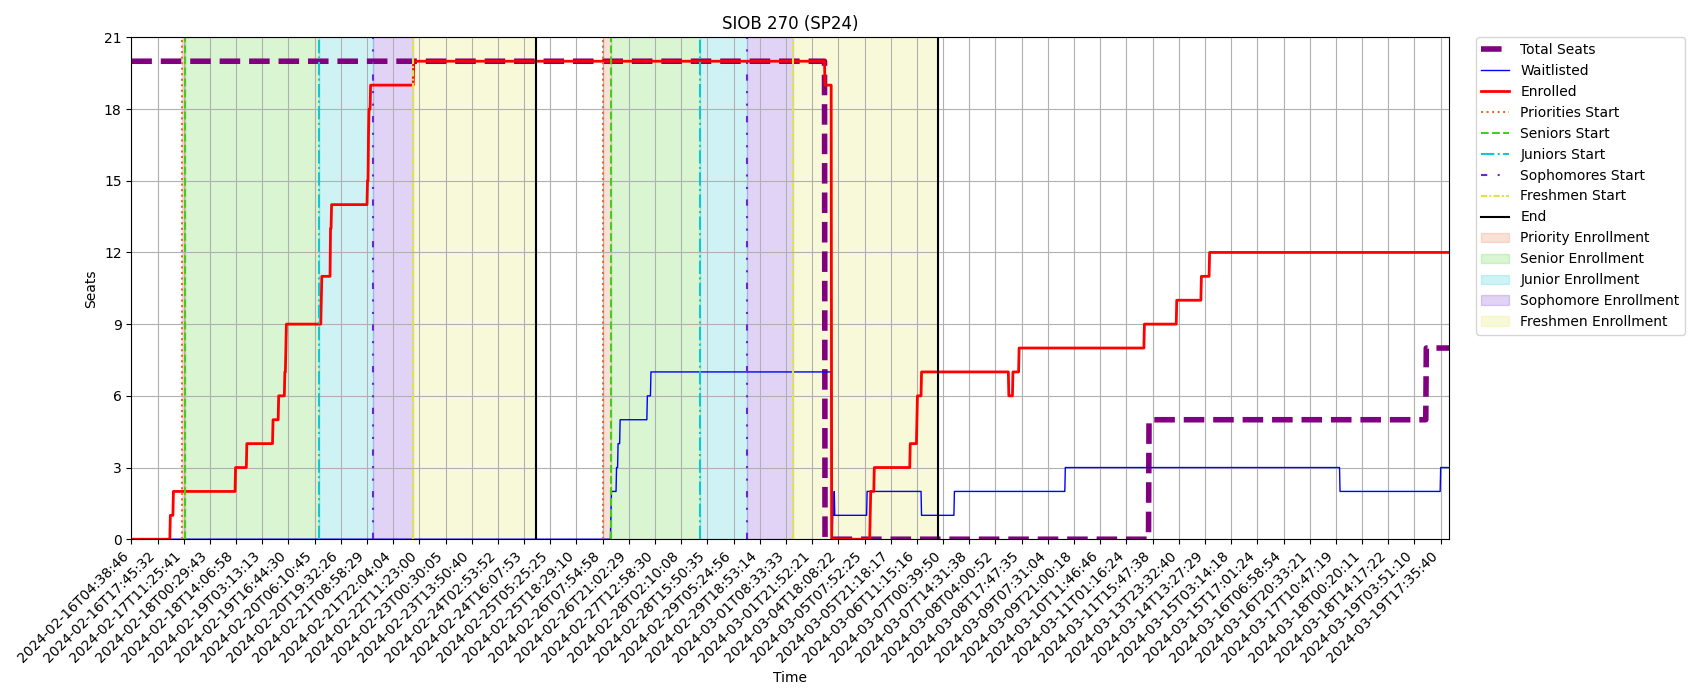 SIOB 270 (SP24)
21
18
15
12
9
6
3
0
Seats
2024-02-16T04:38:46
2024-02-16T17:45:32
2024-02-17T11:25:41
2024-02-18T00:29:43
2024-02-18T14:06:58
2024-02-19T03:13:13
2024-02-19T16:44:30
2024-02-20T06:10:45
2024-02-20T19:32:26
2024-02-21T08:58:29
2024-02-21T22:04:04
2024-02-22T11:23:00
2024-02-23T00:30:05
2024-02-23T13:50:40
2024-02-24T02:53:52
2024-02-24T16:07:53
2024-02-25T05:25:25
2024-02-25T18:29:10
2024-02-26T07:54:58
2024-02-26T21:02:29
2024-02-27T12:58:30
2024-02-28T02:10:05
2024-02-28T15:50:35
2024-02-29T05:24:56
2024-02-29T18:53:14
2024-03-01T08:33:33
2024-03-01T21:52:21
2024-03-04T18:08:22
2024-03-05T07:52:25
2024-03-05T21:18:17
2024-03-06T11:15:16
2024-03-07T00:39:50
2024-03-07T14:31:38
2024-03-08T04:00:52
2024-03-08T17:47:35
2024-03-09T07:31:04
2024-03-09T21:00:18
2024-03-10T11:46:46
2024-03-11T01:16:24
2024-03-11T15:47:38
2024-03-13T23:32:40
2024-03-14T13:27:29
2024-03-15T03:14:18
2024-03-15T17:01:24
2024-03-16T06:58:54
2024-03-16T20:33:21
2024-03-17T10:47:19
2024-03-18T00:20:11
2024-03-18T14:17:22
2024-03-19T03:51:10
2024-03-19T17:35:40
Time
Total Seats
Waitlisted
Enrolled
Priorities Start
Seniors Start
Juniors Start
Sophomores Start
Freshmen Start
End
Priority Enrollment
Senior Enrollment
Junior Enrollment
Sophomore Enrollment
Freshmen Enrollment